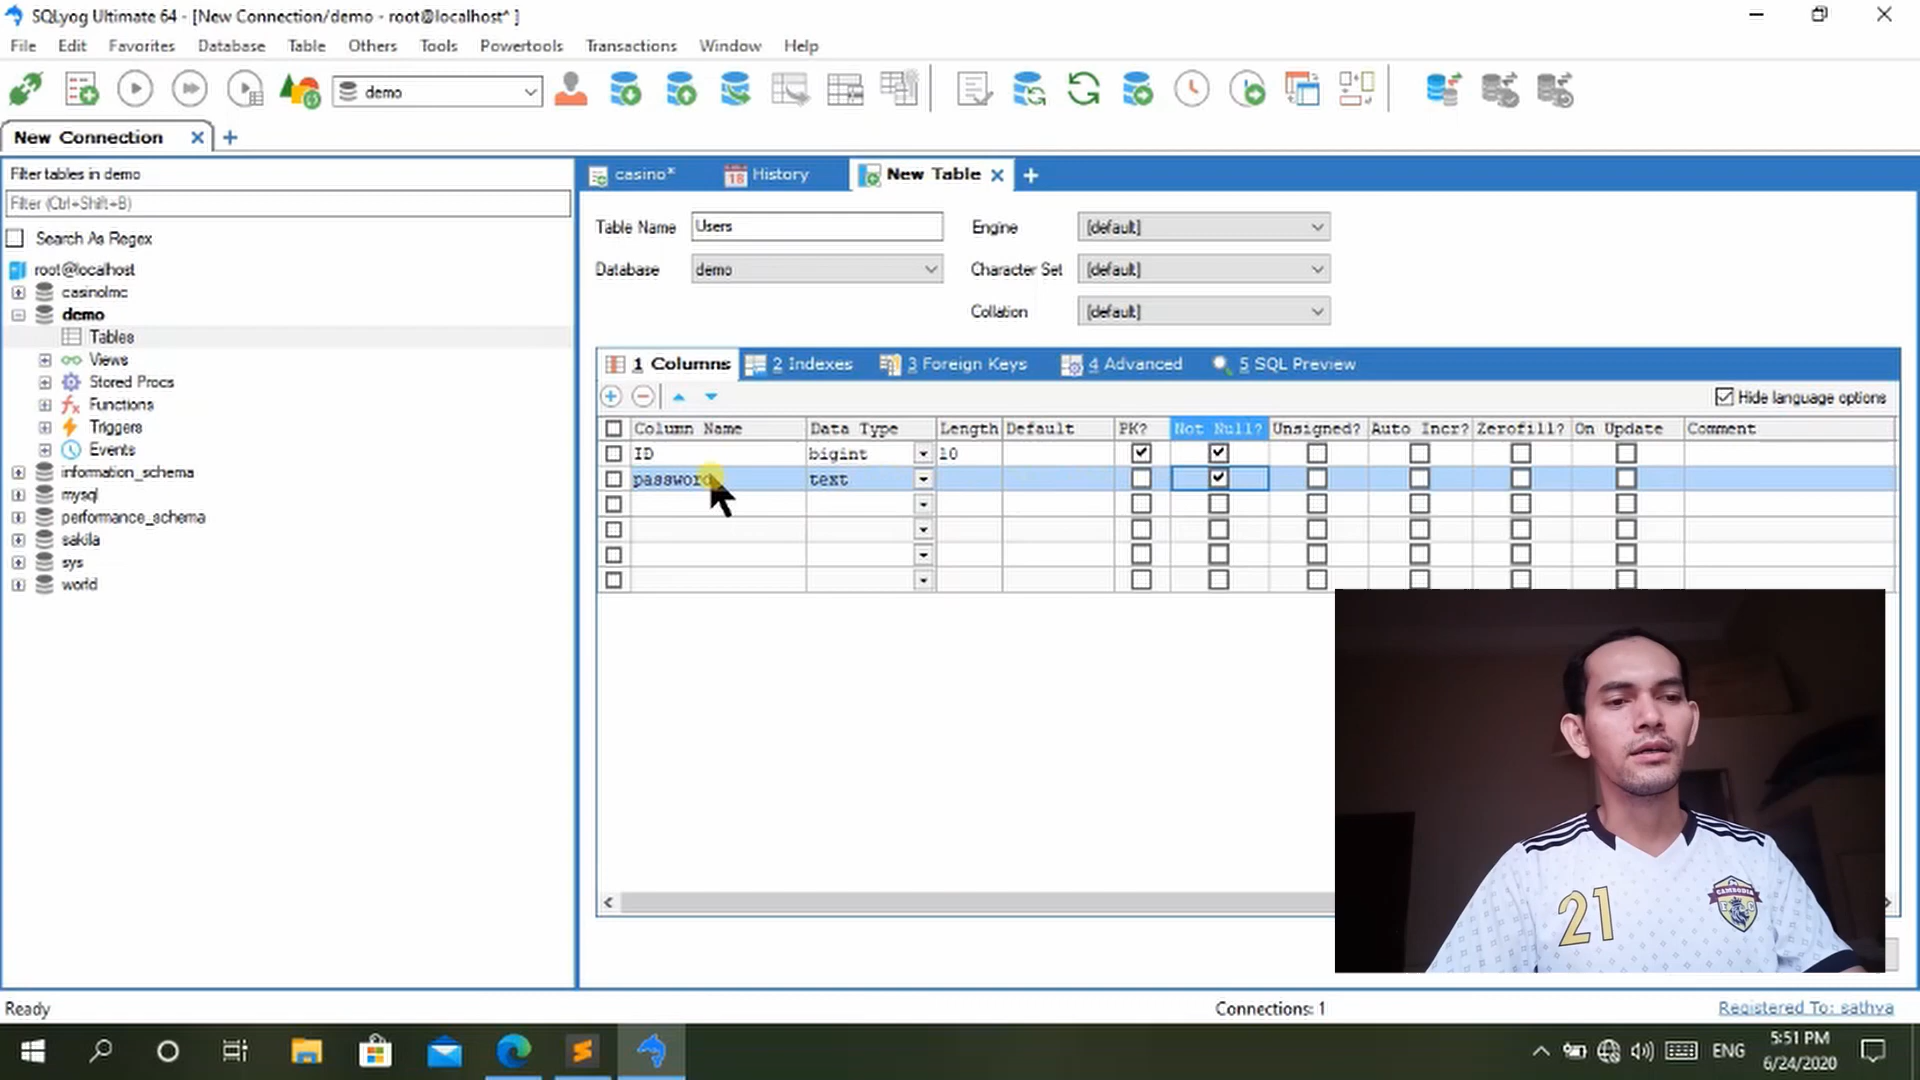 SQLyog Ultimate 64 - [New Connection/demo - root@localhost* ]
File Edit Favorites Database Table Others Tools Powertools Transactions Window Help
demo
New Connection
Filter tables in demo
Filter (Ctrl+Shift+B)
Search As Regex
root@localhost
casinolmc
demo
Tables
Views
Stored Procs
Functions
Triggers
Events
information_schema
mysql
performance_schema
sakila
sys
world
casino* 18 History New Table
Table Name Users Engine [default]
Database demo Character Set [default]
Collation [default]
1 Columns 2 Indexes 3 Foreign Keys 4 Advanced 5 SQL Preview
Hide language options
Column Name Data Type Length Default PK? Not Null? Unsigned? Auto Incr? Zerofill? On Update Comment
ID bigint 10
password text
CAMBODIA
21
Ready Connections: 1 Registered To: sathya
ENG 5:51 PM
6/24/2020